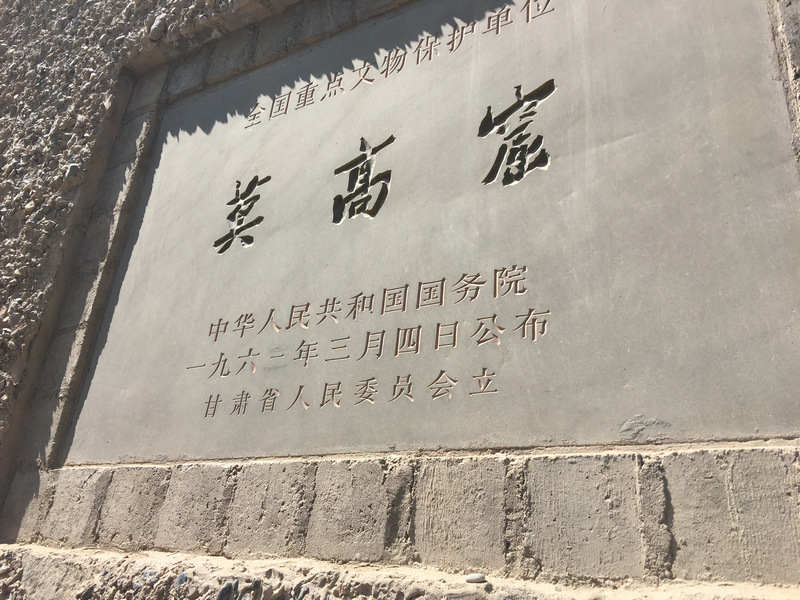 全国重点文物保护单位
莫高窟
中华人民共和国国务院
一九六一年三月四日公布
甘肃省人民委员会立